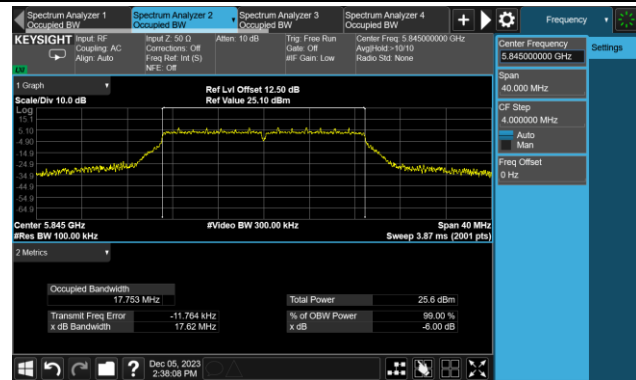 Spectrum Analyzer 1
Occupied BW
Spectrum Analyzer 2
Occupied BW
Spectrum Analyzer 3
Occupied BW
Spectrum Analyzer 4
Occupied BW
Frequency
KEYSIGHT
Input: RF
Coupling: AC
Align: Auto
Input Z: 50 Ω
Corrections: Off
Freq Ref: Int (S)
NFE: Off
Atten: 10 dB
Trig: Free Run
Gate: Off
#IF Gain: Low
Center Freq: 5.845000000 GHz
Avg|Hold:>10/10
Radio Std: None
Center Frequency
5.845000000 GHz
Settings
Span
40.000 MHz
CF Step
4.000000 MHz
Auto
Man
Freq Offset
0 Hz
1 Graph
Scale/Div 10.0 dB
Ref Lvl Offset 12.50 dB
Ref Value 25.10 dBm
Log
15.1
5.10
-4.90
-14.9
-24.9
-34.9
-44.9
-54.9
-64.9
Center 5.845 GHz
#Video BW 300.00 kHz
Span 40 MHz
#Res BW 100.00 kHz
Sweep 3.87 ms (2001 pts)
2 Metrics
Occupied Bandwidth
17.753 MHz
Total Power
25.6 dBm
Transmit Freq Error
-11.764 kHz
% of OBW Power
99.00 %
x dB Bandwidth
17.62 MHz
x dB
-6.00 dB
Dec 05, 2023
2:38:08 PM